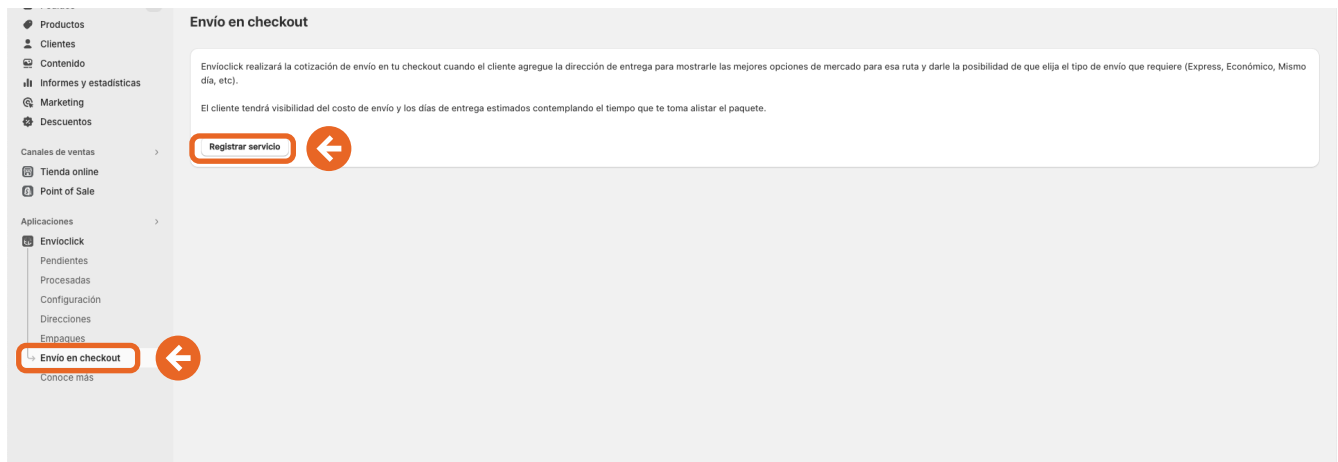 Productos
Clientes
Contenido
Informes y estadísticas
Marketing
Descuentos
Canales de ventas
Tienda online
Point of Sale
Aplicaciones
Envíoclick
Pendientes
Procesadas
Configuración
Direcciones
Empaques
Envío en checkout
Conoce más
Envío en checkout
Envíoclick realizará la cotización de envío en tu checkout cuando el cliente agregue la dirección de entrega para mostrarle las mejores opciones de mercado para esa ruta y darle la posibilidad de que elija el tipo de envío que requiere (Express, Económico, Mismo
día, etc).
El cliente tendrá visibilidad del costo de envío y los días de entrega estimados contemplando el tiempo que te toma alistar el paquete.
Registrar servicio